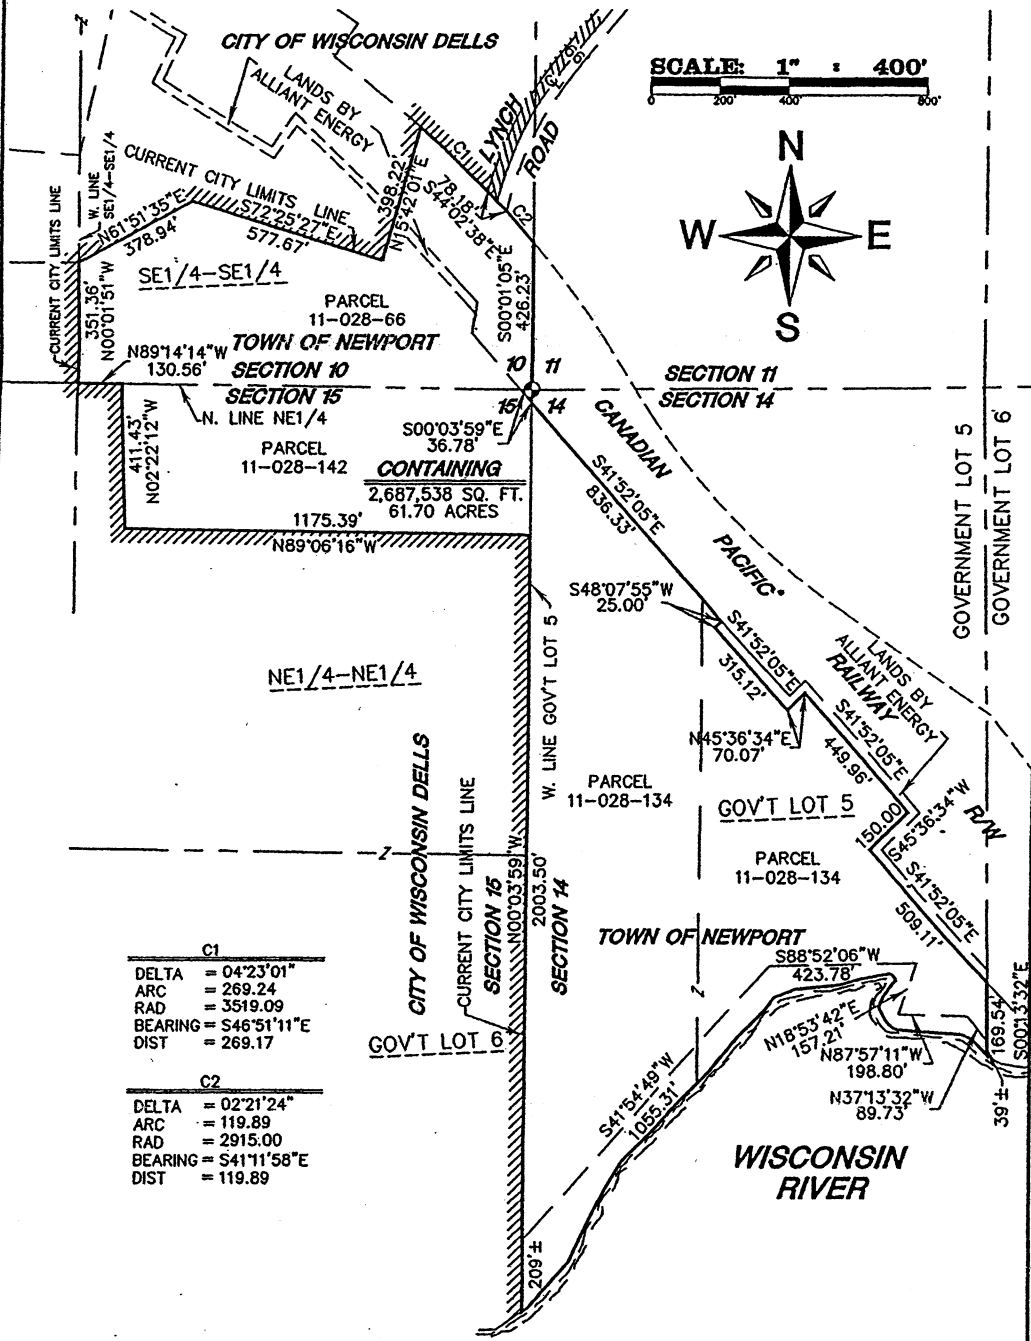 CITY OF WISCONSIN DELLS
SCALE: 1" : 400'
0 200' 400' 800'
N
W E
S
LANDS BY
ALLIANT ENERGY
LYNCH
ROAD
C1
78.18'
S44°02'38"E
C2
398.22'
N15°42'01"E
CURRENT CITY LIMITS LINE
S72°25'27"E
577.67'
W. LINE
SE1/4-SE1/4
N61°51'35"E
378.94'
CURRENT CITY LIMITS LINE
351.36'
N00°01'51"W
SE1/4-SE1/4
PARCEL
11-028-66
S00°01'05"E
426.23'
N89°14'14"W
130.56'
TOWN OF NEWPORT
SECTION 10
SECTION 15
N. LINE NE1/4
10 11
15 14
SECTION 11
SECTION 14
411.43'
N02°22'12"W
PARCEL
11-028-142
S00°03'59"E
36.78'
CONTAINING
2,687,538 SQ. FT.
61.70 ACRES
1175.39'
N89°06'16"W
CANADIAN
PACIFIC
RAILWAY
R/W
S41°52'05"E
836.33'
GOVERNMENT LOT 5
GOVERNMENT LOT 6
S48°07'55"W
25.00'
S41°52'05"E
315.12'
W. LINE GOV'T LOT 5
NE1/4-NE1/4
LANDS BY
ALLIANT ENERGY
N45°36'34"E
70.07'
S41°52'05"E
449.96'
PARCEL
11-028-134
GOV'T LOT 5
150.00
S45°36'34"W
PARCEL
11-028-134
S41°52'05"E
509.11'
CITY OF WISCONSIN DELLS
CURRENT CITY LIMITS LINE
SECTION 15
N00°03'59"W
2003.50'
SECTION 14
TOWN OF NEWPORT
S88°52'06"W
423.78'
N18°53'42"E
157.21'
N87°57'11"W
198.80'
N37°13'32"W
89.73'
169.54'
S00°13'32"E
39'±
GOV'T LOT 6
S41°54'49"W
1055.31'
209'±
WISCONSIN
RIVER
C1
DELTA = 04°23'01"
ARC = 269.24
RAD = 3519.09
BEARING = S46°51'11"E
DIST = 269.17
C2
DELTA = 02°21'24"
ARC = 119.89
RAD = 2915.00
BEARING = S41°11'58"E
DIST = 119.89